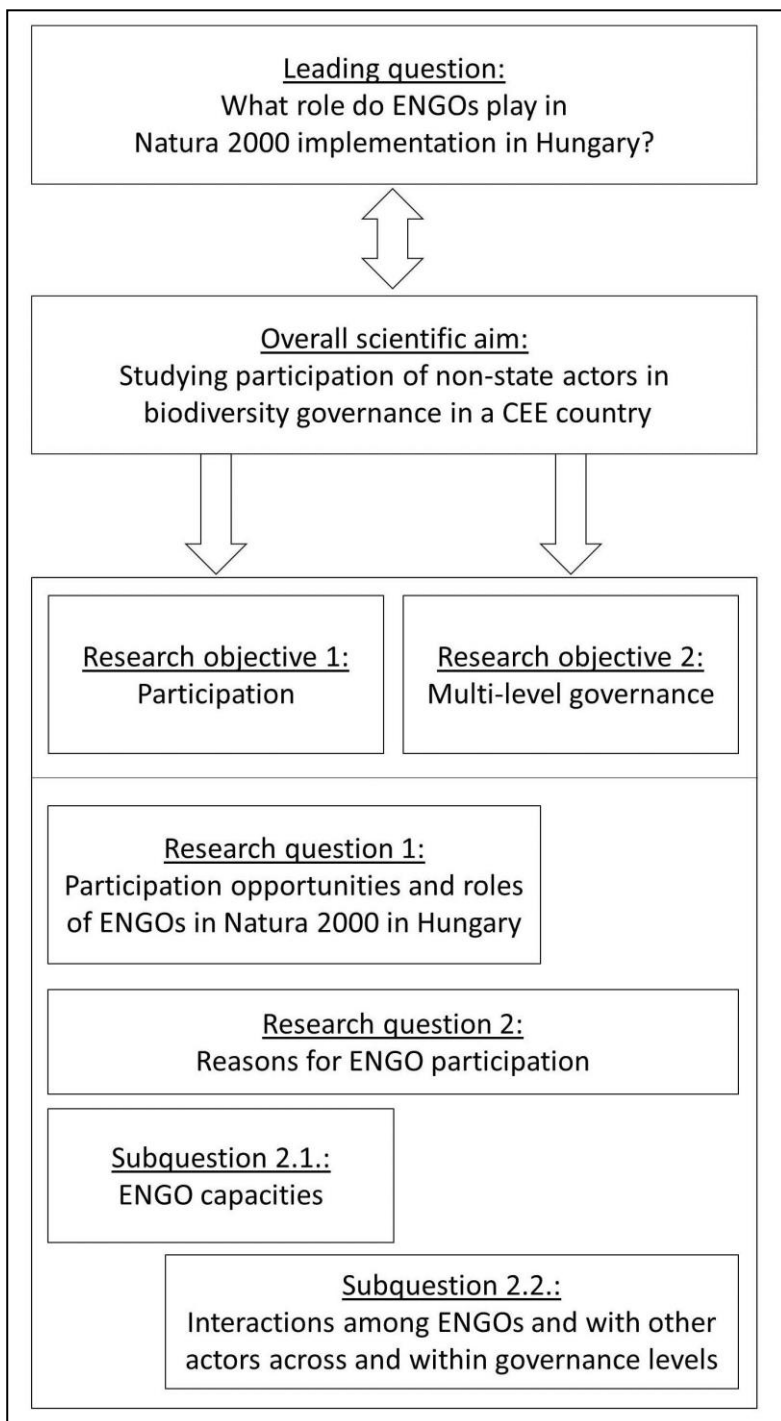 Leading question:
What role do ENGOs play in
Natura 2000 implementation in Hungary?
Overall scientific aim:
Studying participation of non-state actors in
biodiversity governance in a CEE country
Research objective 1:
Participation
Research objective 2:
Multi-level governance
Research question 1:
Participation opportunities and roles
of ENGOs in Natura 2000 in Hungary
Research question 2:
Reasons for ENGO participation
Subquestion 2.1.:
ENGO capacities
Subquestion 2.2.:
Interactions among ENGOs and with other
actors across and within governance levels